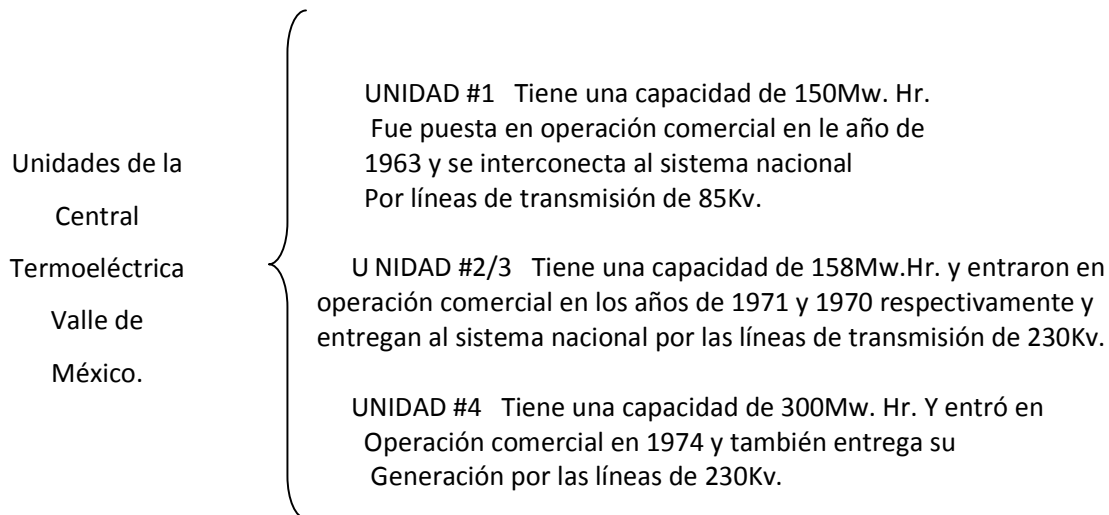 Unidades de la
Central
Termoeléctrica
Valle de
México.
UNIDAD #1 Tiene una capacidad de 150Mw. Hr.
Fue puesta en operación comercial en le año de
1963 y se interconecta al sistema nacional
Por líneas de transmisión de 85Kv.
U NIDAD #2/3 Tiene una capacidad de 158Mw.Hr. y entraron en
operación comercial en los años de 1971 y 1970 respectivamente y
entregan al sistema nacional por las líneas de transmisión de 230Kv.
UNIDAD #4 Tiene una capacidad de 300Mw. Hr. Y entró en
Operación comercial en 1974 y también entrega su
Generación por las líneas de 230Kv.